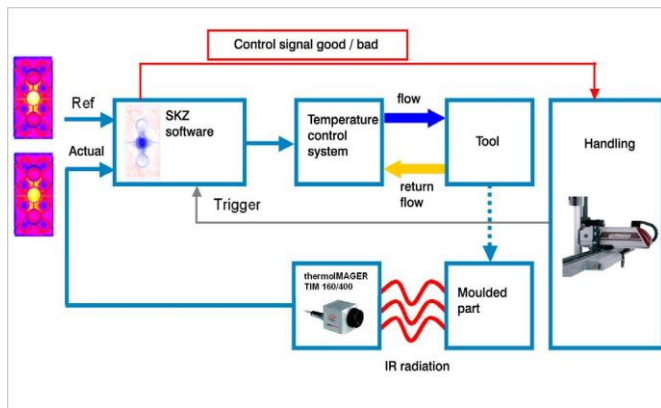 Control signal good / bad
Ref
Actual
SKZ
software
Temperature
control
system
flow
return
flow
Tool
Handling
Trigger
thermoIMAGER
TIM 160/400
IR radiation
Moulded
part